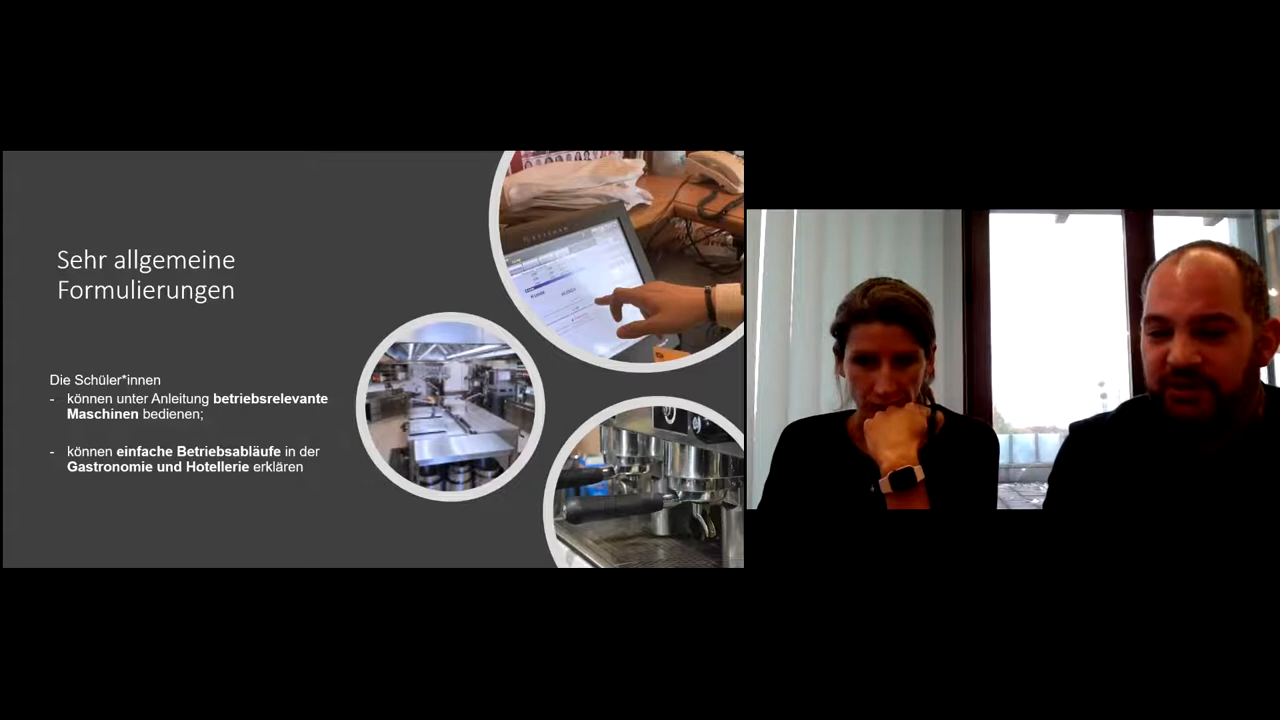 Sehr allgemeine
Formulierungen
Die Schüler*innen
- können unter Anleitung betriebsrelevante
Maschinen bedienen;
- können einfache Betriebsabläufe in der
Gastronomie und Hotellerie erklären